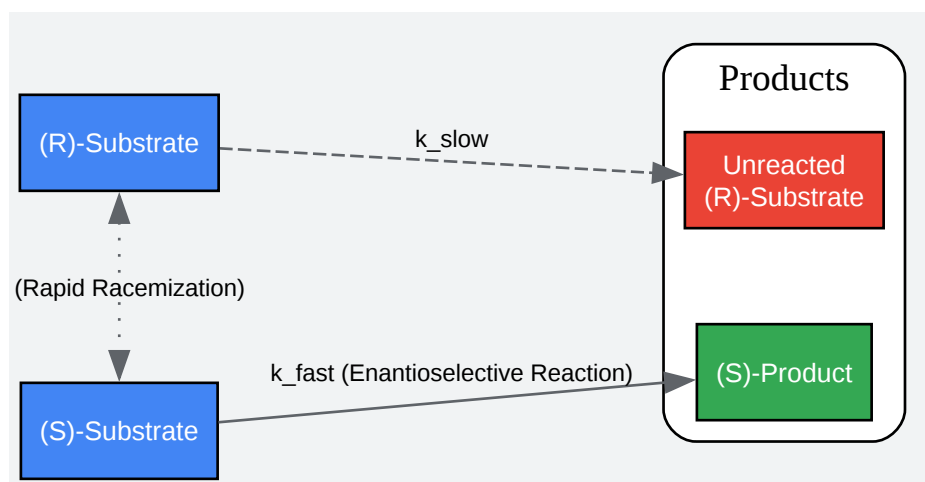 Products
(R)-Substrate
k_slow
Unreacted
(R)-Substrate
(Rapid Racemization)
k_fast (Enantioselective Reaction)
(S)-Product
(S)-Substrate